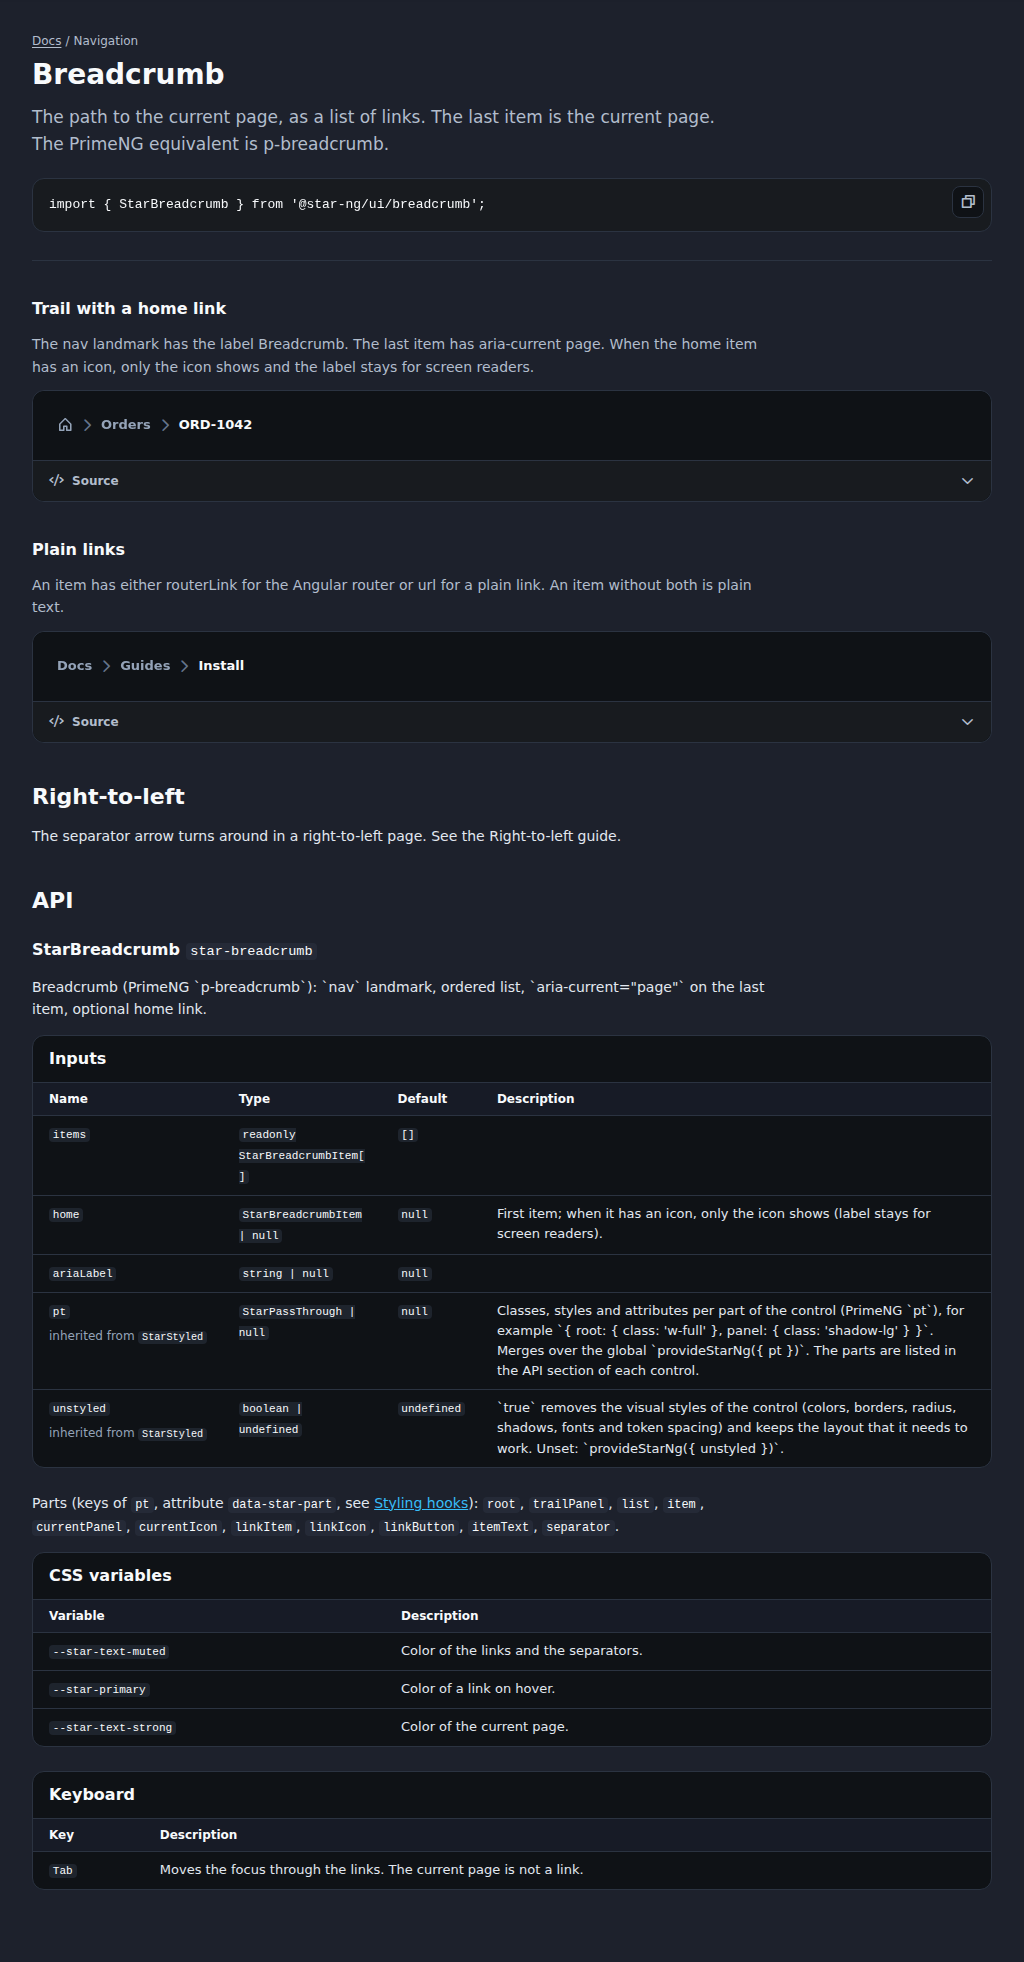 Docs / Navigation
Breadcrumb
The path to the current page, as a list of links. The last item is the current page.
The PrimeNG equivalent is p-breadcrumb.
import { StarBreadcrumb } from '@star-ng/ui/breadcrumb';
Trail with a home link
The nav landmark has the label Breadcrumb. The last item has aria-current page. When the home item
has an icon, only the icon shows and the label stays for screen readers.
Orders ORD-1042
Source
Plain links
An item has either routerLink for the Angular router or url for a plain link. An item without both is plain
text.
Docs Guides Install
Source
Right-to-left
The separator arrow turns around in a right-to-left page. See the Right-to-left guide.
API
StarBreadcrumb star-breadcrumb
Breadcrumb (PrimeNG `p-breadcrumb`): `nav` landmark, ordered list, `aria-current="page"` on the last
item, optional home link.
Inputs
Name Type Default Description
items readonly []
StarBreadcrumbItem[
]
home StarBreadcrumbItem null First item; when it has an icon, only the icon shows (label stays for
| null screen readers).
ariaLabel string | null null
pt StarPassThrough | null Classes, styles and attributes per part of the control (PrimeNG `pt`), for
inherited from StarStyled null example `{ root: { class: 'w-full' }, panel: { class: 'shadow-lg' } }`.
Merges over the global `provideStarNg({ pt })`. The parts are listed in
the API section of each control.
unstyled boolean | undefined `true` removes the visual styles of the control (colors, borders, radius,
inherited from StarStyled undefined shadows, fonts and token spacing) and keeps the layout that it needs to
work. Unset: `provideStarNg({ unstyled })`.
Parts (keys of pt, attribute data-star-part, see Styling hooks): root, trailPanel, list, item,
currentPanel, currentIcon, linkItem, linkIcon, linkButton, itemText, separator.
CSS variables
Variable Description
--star-text-muted Color of the links and the separators.
--star-primary Color of a link on hover.
--star-text-strong Color of the current page.
Keyboard
Key Description
Tab Moves the focus through the links. The current page is not a link.